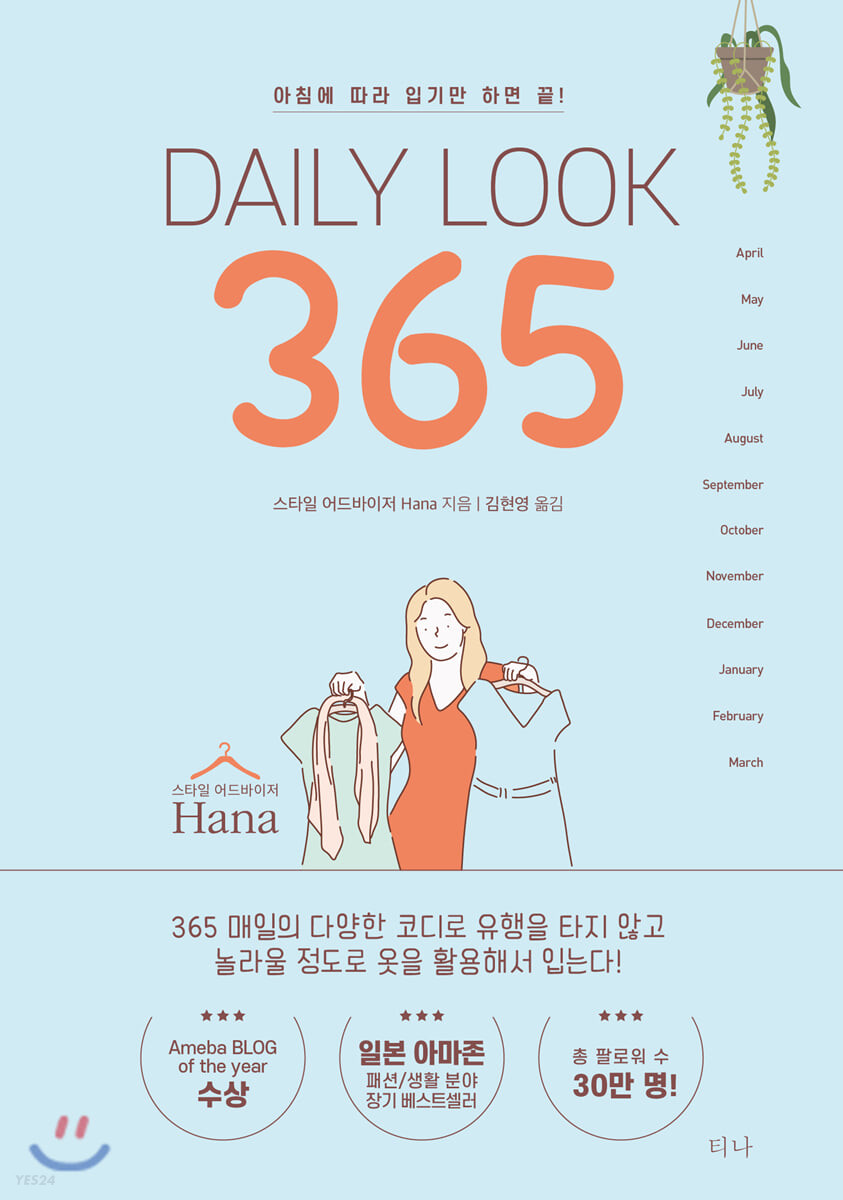 아침에 따라 입기만 하면 끝!
DAILY LOOK
365
April
May
June
July
August
September
October
November
December
January
February
March
스타일 어드바이저 Hana 지음 | 김현영 옮김
스타일 어드바이저
Hana
365 매일의 다양한 코디로 유행을 타지 않고
놀라울 정도로 옷을 활용해서 입는다!
★★★
Ameba BLOG
of the year
수상
★★★
일본 아마존
패션/생활 분야
장기 베스트셀러
★★★
총 팔로워 수
30만 명!
티나
YES24